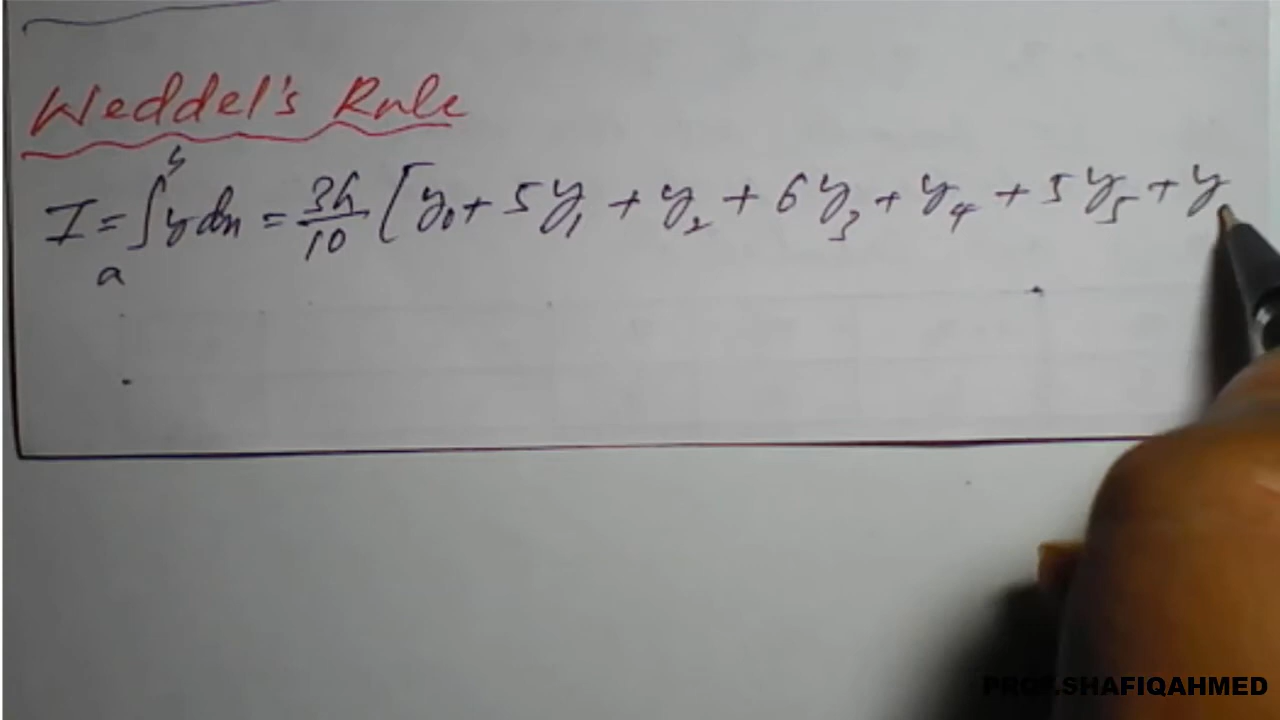 Weddel's Rule
I = ∫ₐᵇ y dx = 3h/10 [y₀ + 5y₁ + y₂ + 6y₃ + y₄ + 5y₅ + y
PROF.SHAFIQAHMED